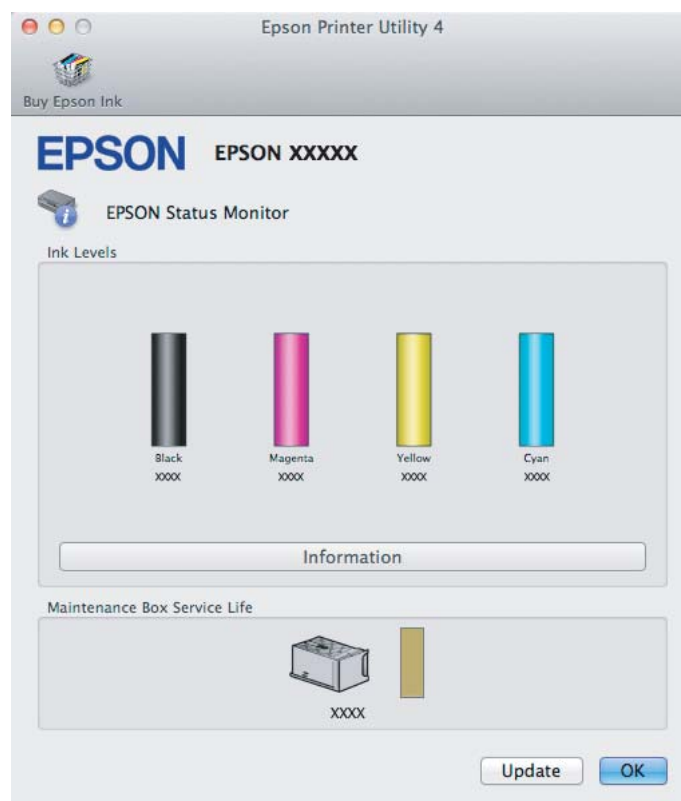 Epson Printer Utility 4
Buy Epson Ink
EPSON EPSON XXXXX
EPSON Status Monitor
Ink Levels
Black Magenta Yellow Cyan
XXXX XXXX XXXX XXXX
Information
Maintenance Box Service Life
XXXX
Update OK